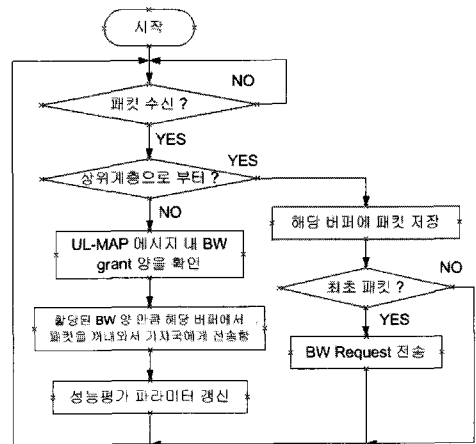 시작
NO
패킷 수신 ?
YES
상위계층으로 부터 ?
YES
NO
해당 버퍼에 패킷 저장
UL-MAP 메시지 내 BW
grant 양을 확인
최초 패킷 ?
NO
할당된 BW 양 만큼 해당 버퍼에서
패킷을 꺼내와서 기지국에게 전송함
YES
BW Request 전송
성능평가 파라미터 갱신